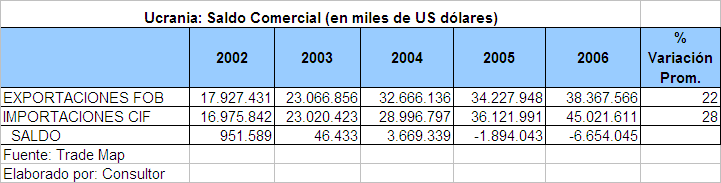 Ucrania: Saldo Comercial (en miles de US dólares)
2002 2003 2004 2005 2006 % Variación Prom.
EXPORTACIONES FOB 17.927.431 23.066.856 32.666.136 34.227.948 38.367.566 22
IMPORTACIONES CIF 16.975.842 23.020.423 28.996.797 36.121.991 45.021.611 28
SALDO 951.589 46.433 3.669.339 -1.894.043 -6.654.045
Fuente: Trade Map
Elaborado por: Consultor